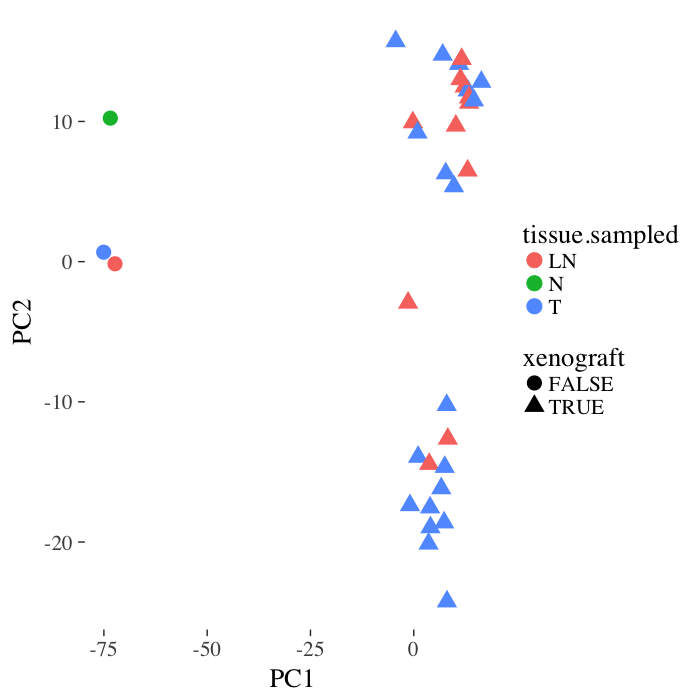 10
0
-10
-20
PC2
-75
-50
-25
0
PC1
tissue.sampled
LN
N
T
xenograft
FALSE
TRUE